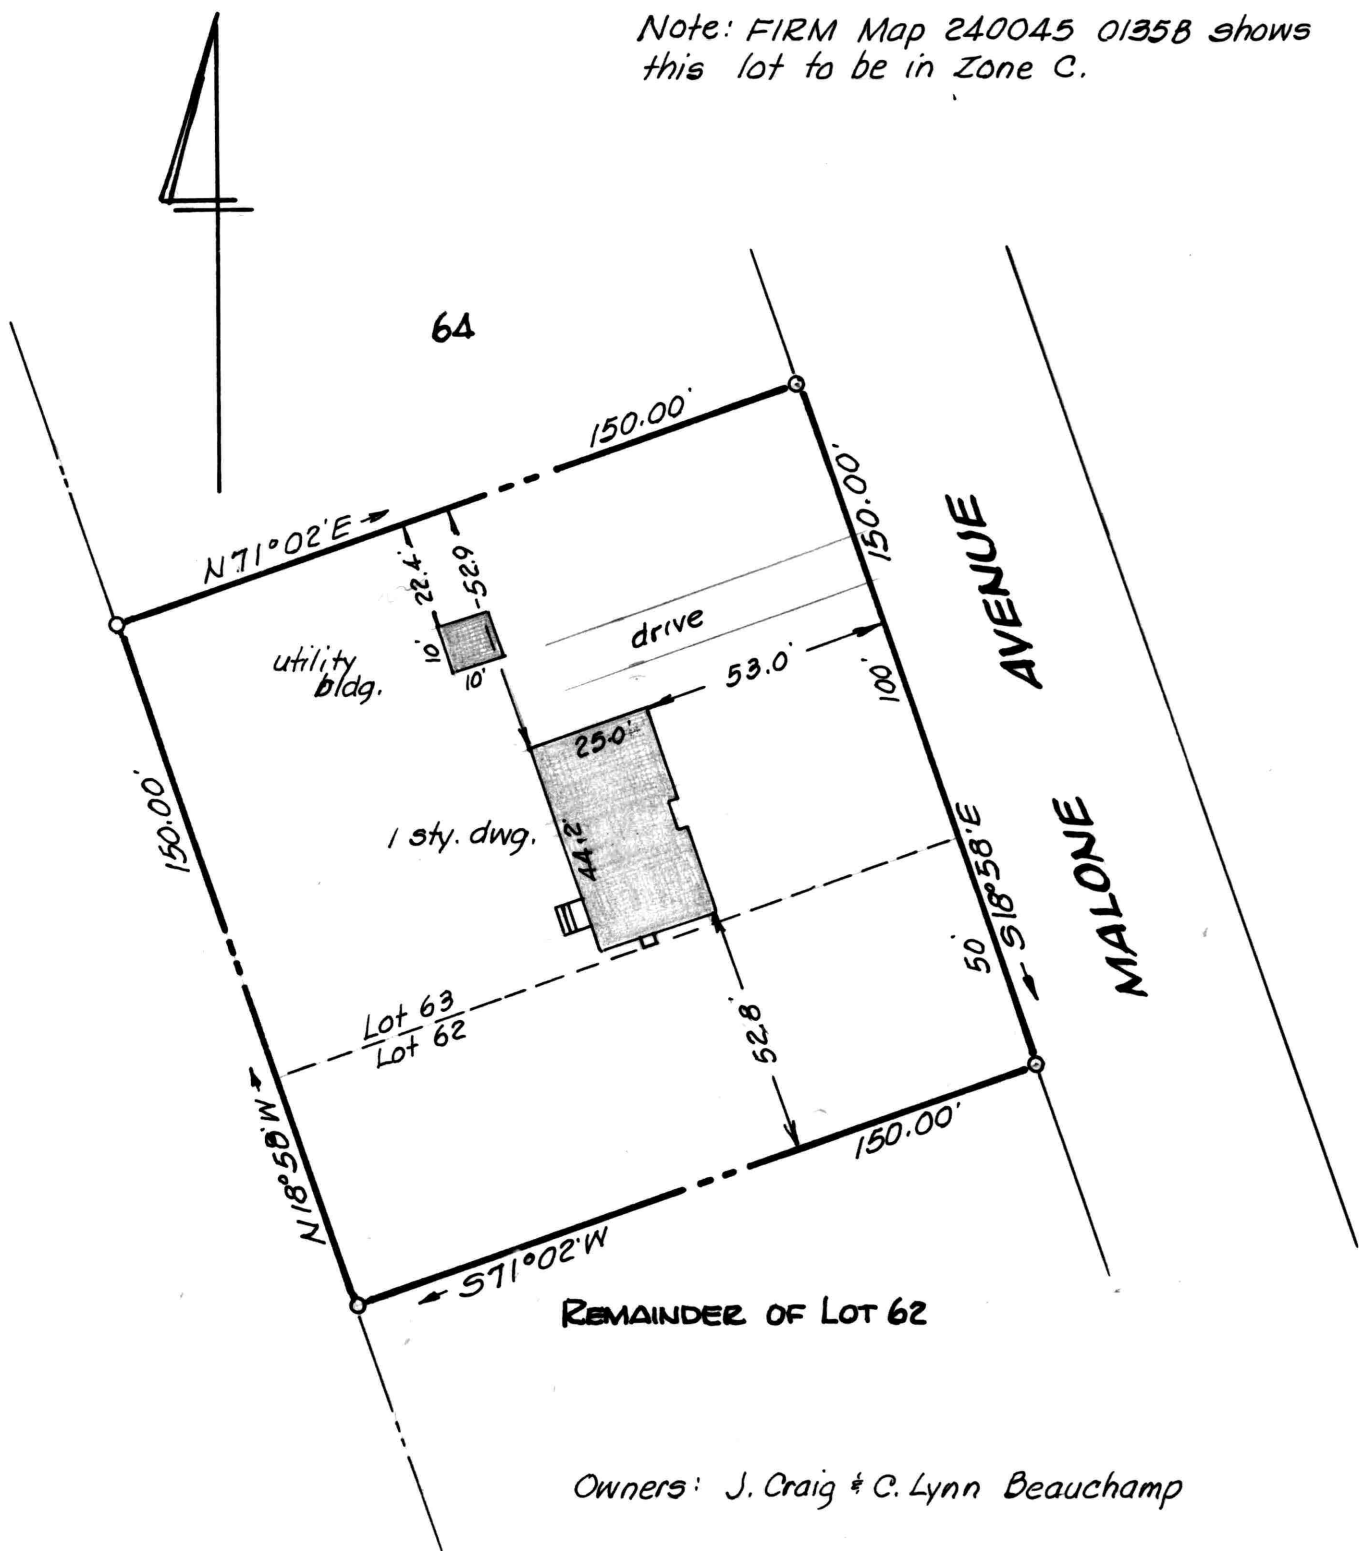 Note: FIRM Map 240045 0135B shows
this lot to be in Zone C.
64
150.00'
N71°02'E
22.4'
52.9
10'
10'
utility
bldg.
drive
53.0'
150.00'
100'
AVENUE
MALONE
25.0'
1 sty. dwg.
44.2'
150.00'
S18°58'E
50'
Lot 63
Lot 62
52.8'
N18°58'W
150.00'
S71°02'W
REMAINDER OF LOT 62
Owners: J. Craig & C. Lynn Beauchamp